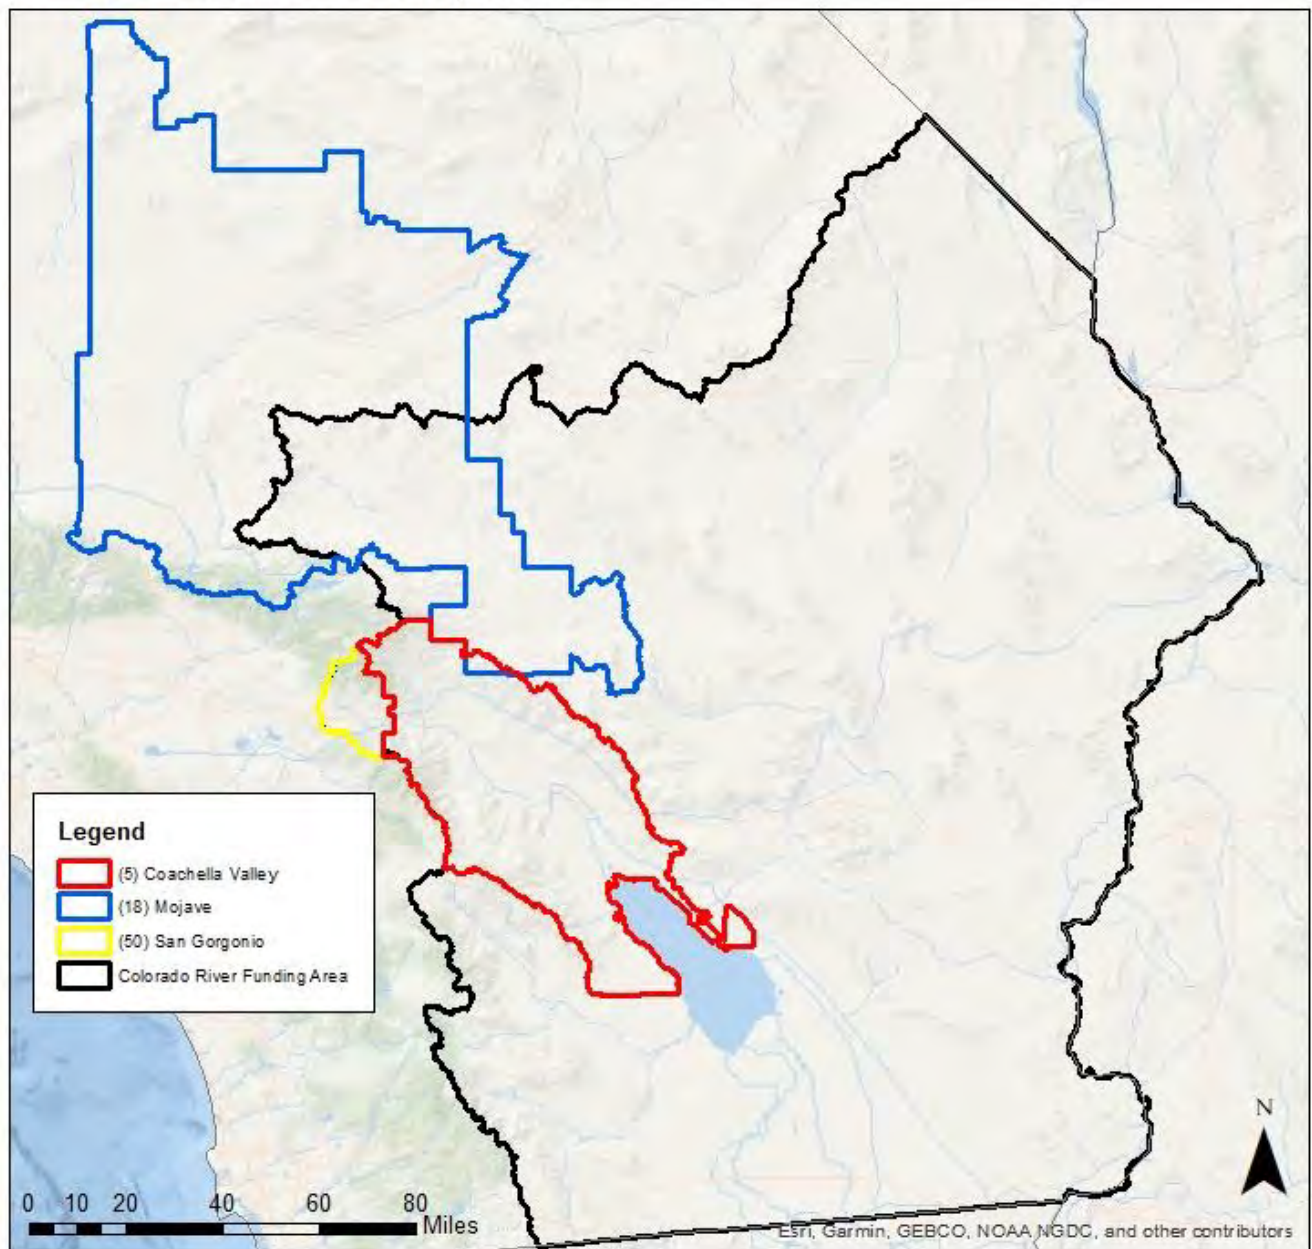 Legend
(5) Coachella Valley
(18) Mojave
(50) San Gorgonio
Colorado River Funding Area
N
0 10 20 40 60 80
Miles
Esri, Garmin, GEBCO, NOAA NGDC, and other contributors